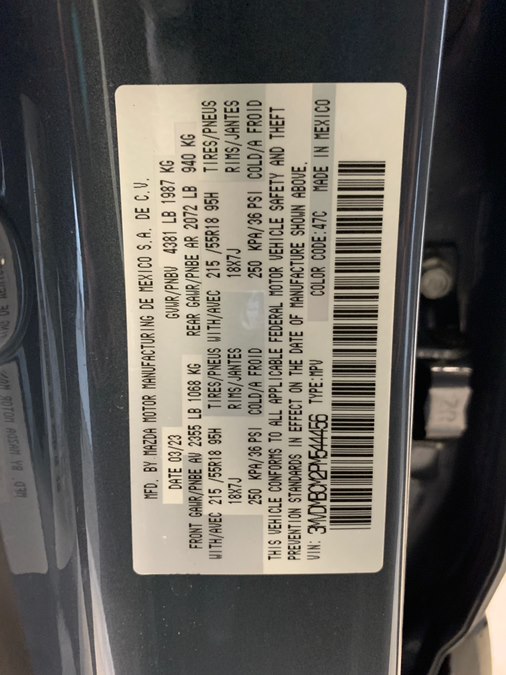 MFD. BY MAZDA MOTOR MANUFACTURING DE MEXICO S.A. DE C.V.
DATE 03/23 GVWR/PNBV 4381 LB 1987 KG
FRONT GAWR/PNBE AV 2355 LB 1068 KG REAR GAWR/PNBE AR 2072 LB 940 KG
WITH/AVEC 215 /55R18 95H TIRES/PNEUS WITH/AVEC 215 /55R18 95H TIRES/PNEUS
18X7J RIMS/JANTES 18X7J RIMS/JANTES
250 KPA/36 PSI COLD/A FROID 250 KPA/36 PSI COLD/A FROID
THIS VEHICLE CONFORMS TO ALL APPLICABLE FEDERAL MOTOR VEHICLE SAFETY AND THEFT
PREVENTION STANDARDS IN EFFECT ON THE DATE OF MANUFACTURE SHOWN ABOVE.
VIN: 3MVDMBCM2PM544456 TYPE:MPV COLOR:47C MADE IN MEXICO